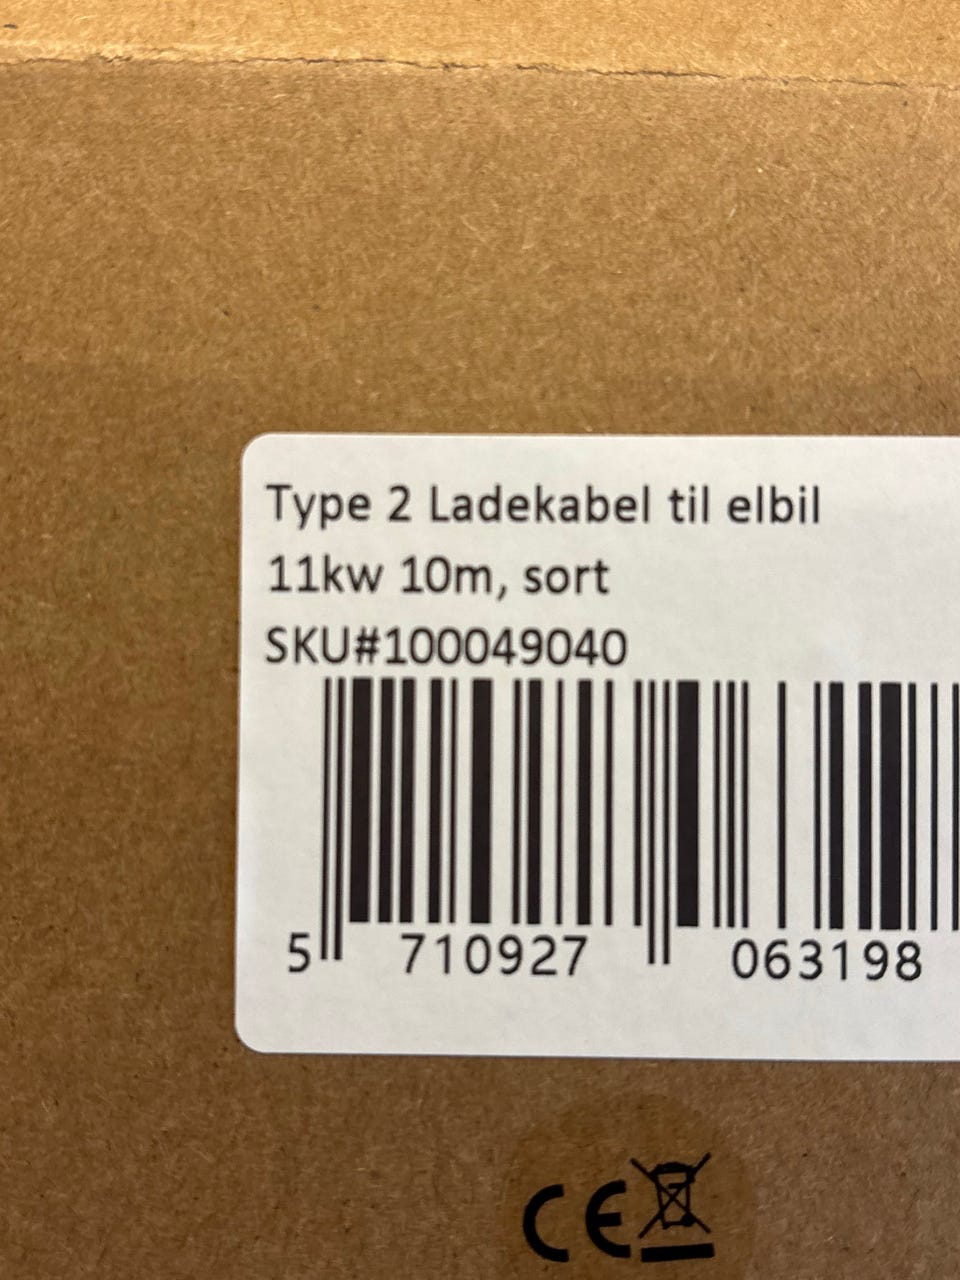 Type 2 Ladekabel til elbil
11kw 10m, sort
SKU#100049040
5 710927 063198
CE